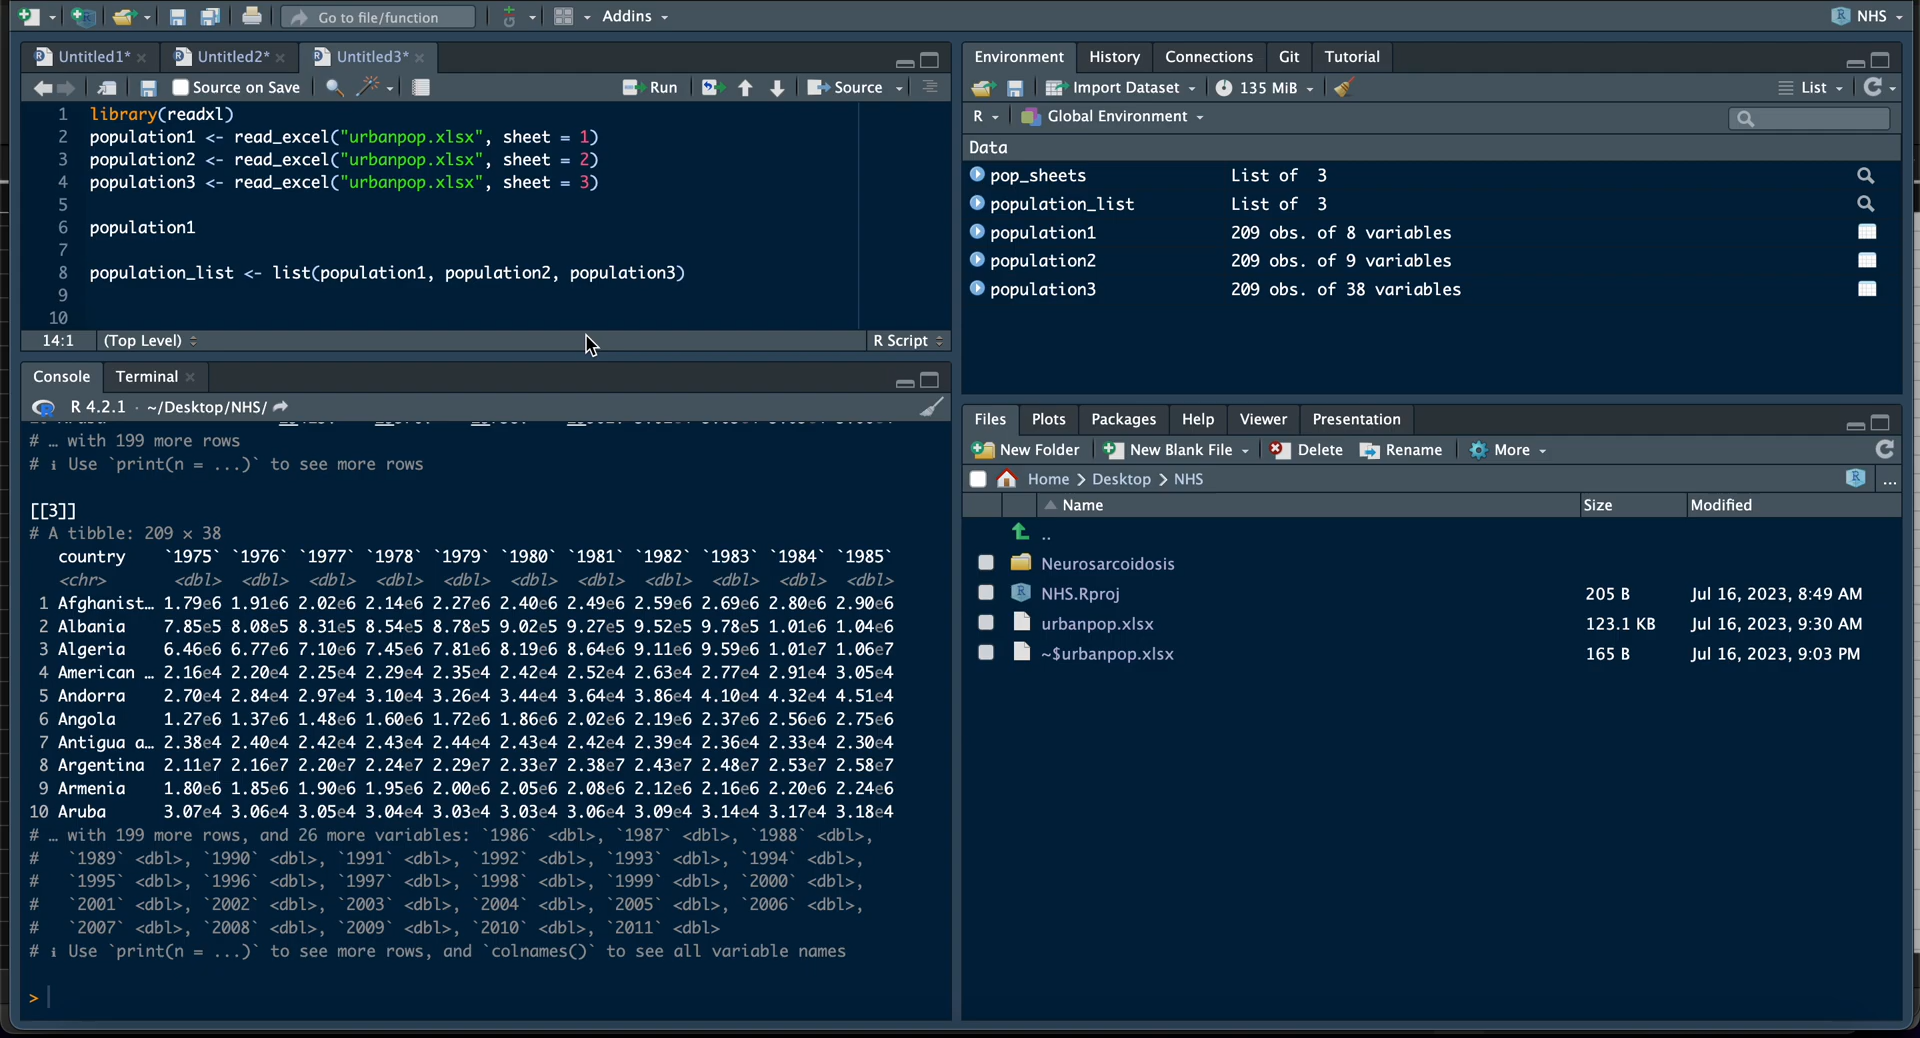 Go to file/function Addins NHS
Untitled1* Untitled2* Untitled3*
Source on Save Run Source
1 library(readxl)
2 population1 <- read_excel("urbanpop.xlsx", sheet = 1)
3 population2 <- read_excel("urbanpop.xlsx", sheet = 2)
4 population3 <- read_excel("urbanpop.xlsx", sheet = 3)
5
6 population1
7
8 population_list <- list(population1, population2, population3)
9
10
14:1 (Top Level) R Script
Console Terminal
R 4.2.1 · ~/Desktop/NHS/
# … with 199 more rows
# ℹ Use `print(n = ...)` to see more rows
[[3]]
# A tibble: 209 × 38
country `1975` `1976` `1977` `1978` `1979` `1980` `1981` `1982` `1983` `1984` `1985`
<chr> <dbl> <dbl> <dbl> <dbl> <dbl> <dbl> <dbl> <dbl> <dbl> <dbl> <dbl>
1 Afghanist… 1.79e6 1.91e6 2.02e6 2.14e6 2.27e6 2.40e6 2.49e6 2.59e6 2.69e6 2.80e6 2.90e6
2 Albania 7.85e5 8.08e5 8.31e5 8.54e5 8.78e5 9.02e5 9.27e5 9.52e5 9.78e5 1.01e6 1.04e6
3 Algeria 6.46e6 6.77e6 7.10e6 7.45e6 7.81e6 8.19e6 8.64e6 9.11e6 9.59e6 1.01e7 1.06e7
4 American … 2.16e4 2.20e4 2.25e4 2.29e4 2.35e4 2.42e4 2.52e4 2.63e4 2.77e4 2.91e4 3.05e4
5 Andorra 2.70e4 2.84e4 2.97e4 3.10e4 3.26e4 3.44e4 3.64e4 3.86e4 4.10e4 4.32e4 4.51e4
6 Angola 1.27e6 1.37e6 1.48e6 1.60e6 1.72e6 1.86e6 2.02e6 2.19e6 2.37e6 2.56e6 2.75e6
7 Antigua a… 2.38e4 2.40e4 2.42e4 2.43e4 2.44e4 2.43e4 2.42e4 2.39e4 2.36e4 2.33e4 2.30e4
8 Argentina 2.11e7 2.16e7 2.20e7 2.24e7 2.29e7 2.33e7 2.38e7 2.43e7 2.48e7 2.53e7 2.58e7
9 Armenia 1.80e6 1.85e6 1.90e6 1.95e6 2.00e6 2.05e6 2.08e6 2.12e6 2.16e6 2.20e6 2.24e6
10 Aruba 3.07e4 3.06e4 3.05e4 3.04e4 3.03e4 3.03e4 3.06e4 3.09e4 3.14e4 3.17e4 3.18e4
# … with 199 more rows, and 26 more variables: `1986` <dbl>, `1987` <dbl>, `1988` <dbl>,
# `1989` <dbl>, `1990` <dbl>, `1991` <dbl>, `1992` <dbl>, `1993` <dbl>, `1994` <dbl>,
# `1995` <dbl>, `1996` <dbl>, `1997` <dbl>, `1998` <dbl>, `1999` <dbl>, `2000` <dbl>,
# `2001` <dbl>, `2002` <dbl>, `2003` <dbl>, `2004` <dbl>, `2005` <dbl>, `2006` <dbl>,
# `2007` <dbl>, `2008` <dbl>, `2009` <dbl>, `2010` <dbl>, `2011` <dbl>
# ℹ Use `print(n = ...)` to see more rows, and `colnames()` to see all variable names
>
Environment History Connections Git Tutorial
Import Dataset 135 MiB List
R Global Environment
Data
pop_sheets List of 3
population_list List of 3
population1 209 obs. of 8 variables
population2 209 obs. of 9 variables
population3 209 obs. of 38 variables
Files Plots Packages Help Viewer Presentation
New Folder New Blank File Delete Rename More
Home > Desktop > NHS ...
Name Size Modified
..
Neurosarcoidosis
NHS.Rproj 205 B Jul 16, 2023, 8:49 AM
urbanpop.xlsx 123.1 KB Jul 16, 2023, 9:30 AM
~$urbanpop.xlsx 165 B Jul 16, 2023, 9:03 PM